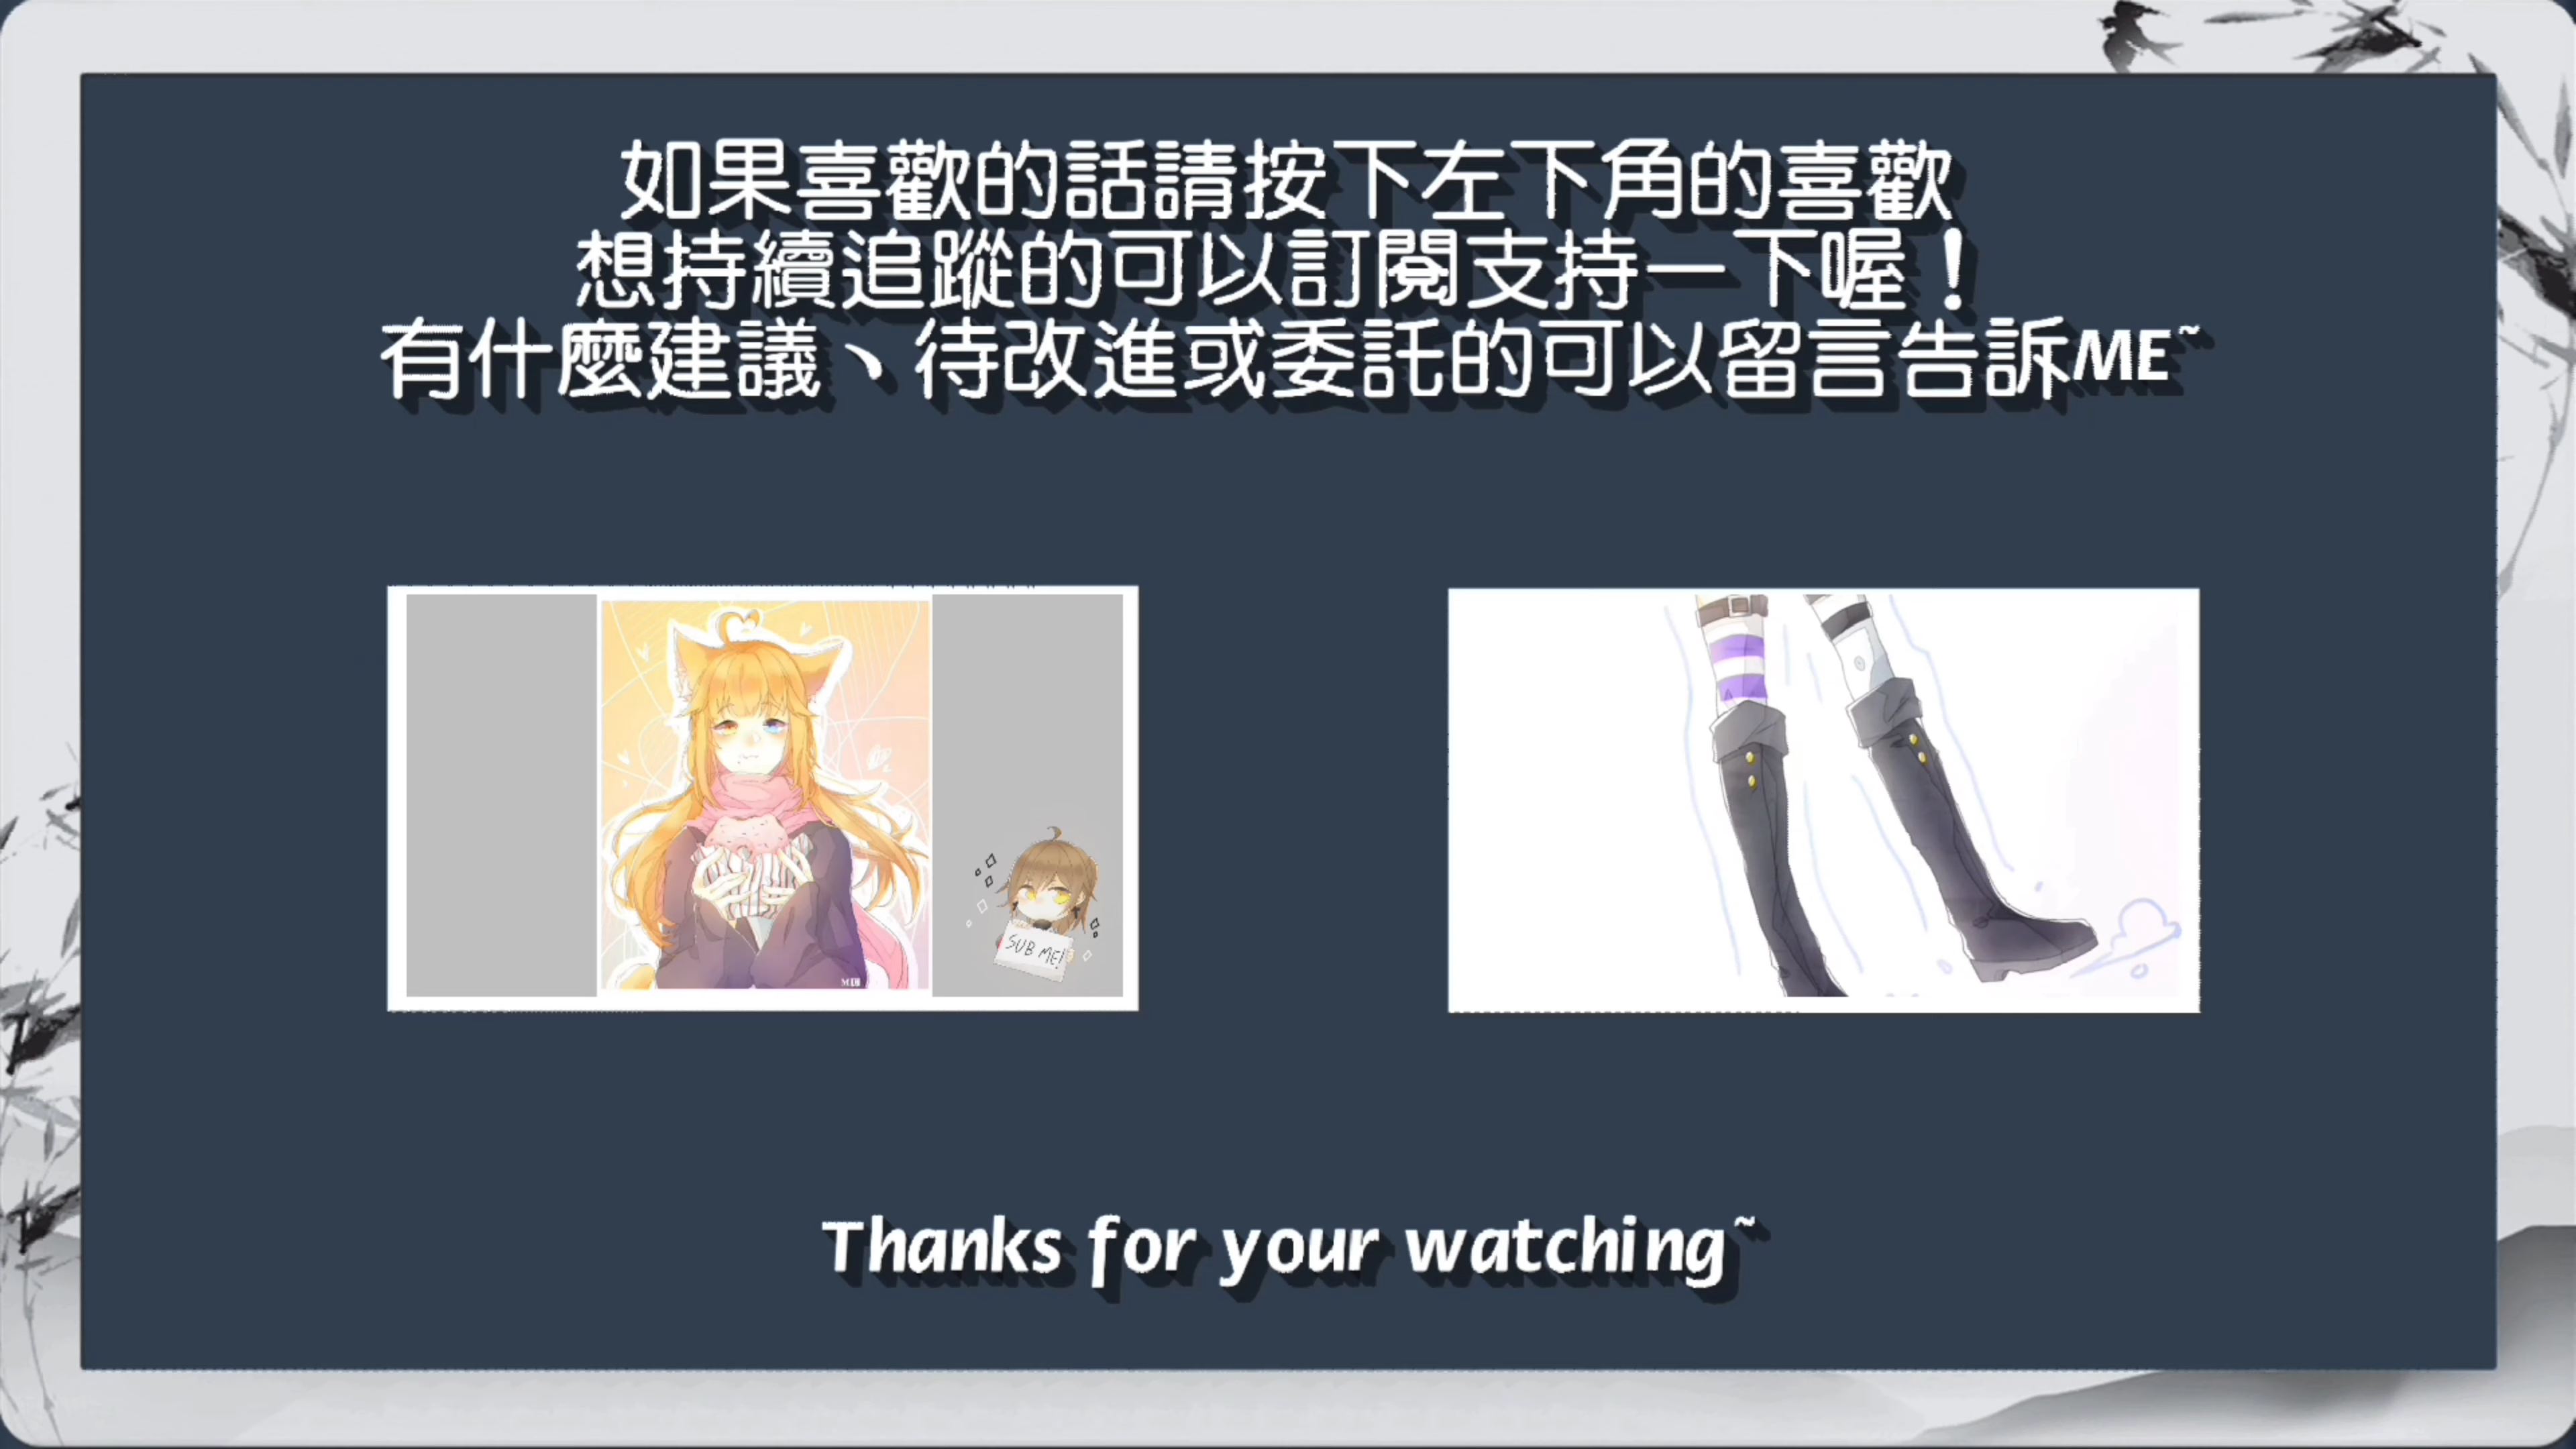 如果喜歡的話請按下左下角的喜歡
想持續追蹤的可以訂閱支持一下喔！
有什麼建議、待改進或委託的可以留言告訴ME~
SUB ME!
Thanks for your watching~